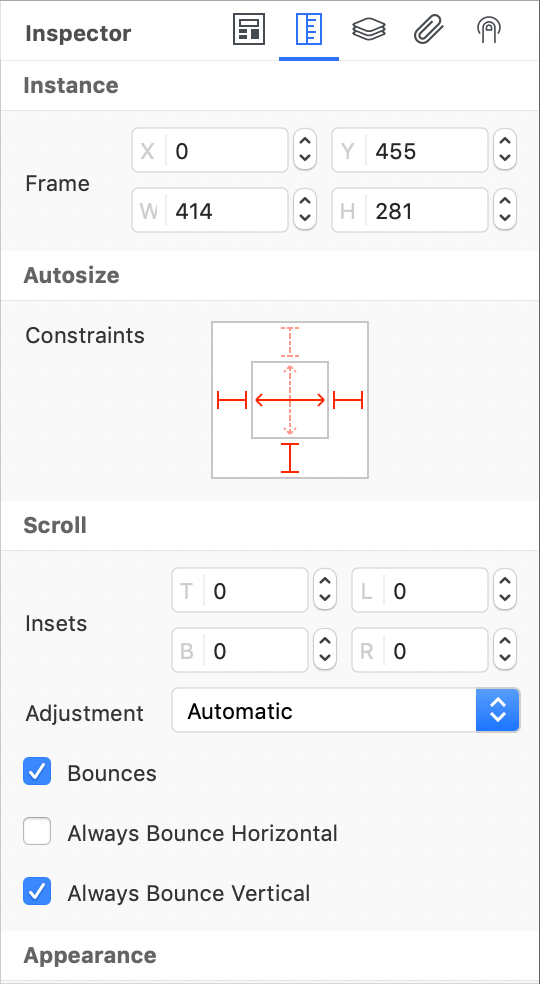 Inspector
Instance
X 0 Y 455
Frame
W 414 H 281
Autosize
Constraints
Scroll
T 0 L 0
Insets
B 0 R 0
Adjustment Automatic
Bounces
Always Bounce Horizontal
Always Bounce Vertical
Appearance